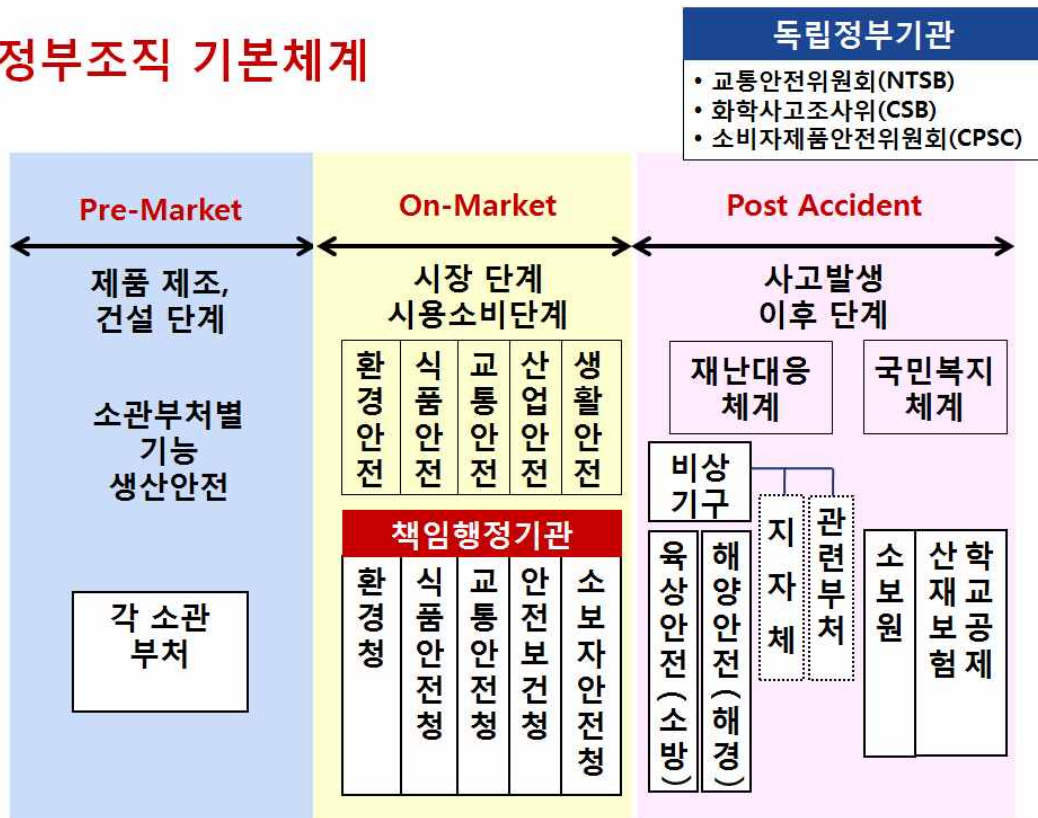 정부조직 기본체계
독립정부기관
• 교통안전위원회(NTSB)
• 화학사고조사위(CSB)
• 소비자제품안전위원회(CPSC)
Pre-Market
제품 제조,
건설 단계
소관부처별
기능
생산안전
각 소관
부처
On-Market
시장 단계
시용소비단계
환경안전
식품안전
교통안전
산업안전
생활안전
책임행정기관
환경청
식품안전청
교통안전청
안전보건청
소보자안전청
Post Accident
사고발생
이후 단계
재난대응
체계
비상
기구
육상안전(소방)
해양안전(해경)
지자체
관련부처
국민복지
체계
소보원
산재보험
학교공제